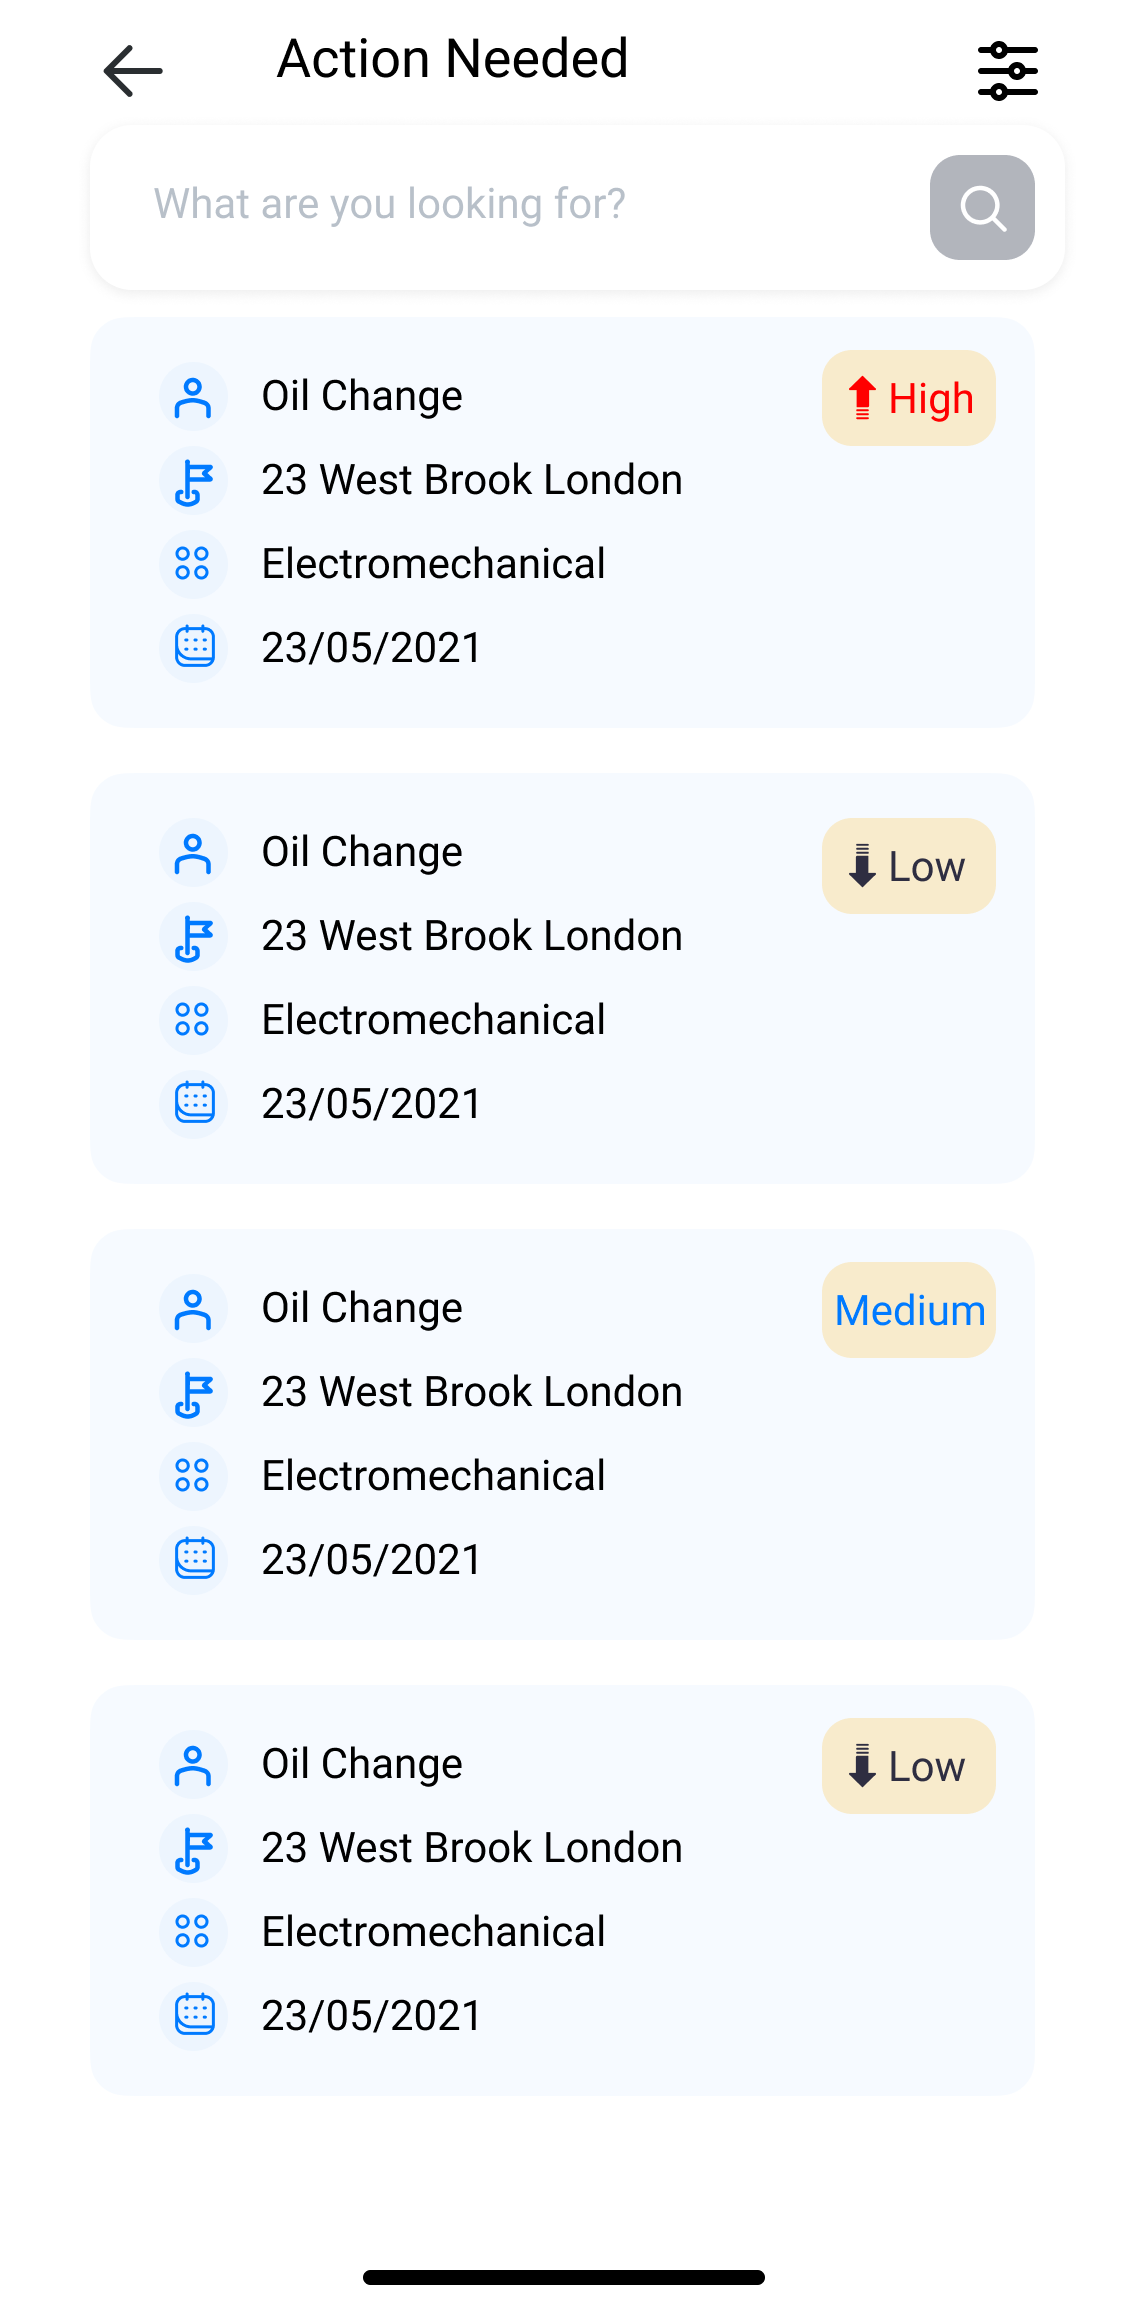 Action Needed
What are you looking for?
Oil Change
High
23 West Brook London
Electromechanical
23/05/2021
Oil Change
Low
23 West Brook London
Electromechanical
23/05/2021
Oil Change
Medium
23 West Brook London
Electromechanical
23/05/2021
Oil Change
Low
23 West Brook London
Electromechanical
23/05/2021